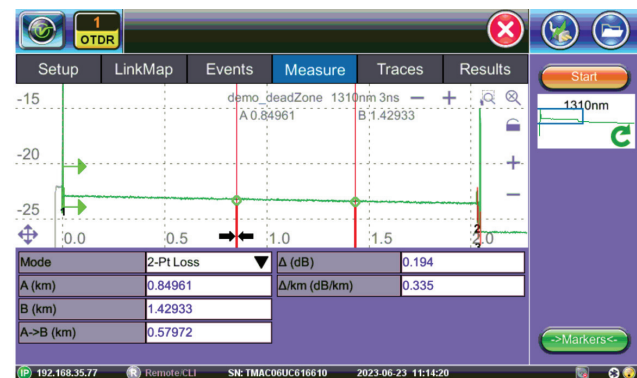 1
OTDR
Setup LinkMap Events Measure Traces Results
Start
-15
demo_deadZone 1310nm 3ns
A 0.84961 B 1.42933
1310nm
-20
-25
0.0 0.5 1.0 1.5 2.0
2
Mode 2-Pt Loss Δ (dB) 0.194
A (km) 0.84961 Δ/km (dB/km) 0.335
B (km) 1.42933
A->B (km) 0.57972
->Markers<-
IP 192.168.35.77 R Remote:CLI SN: TMAC06UC616610 2023-06-23 11:14:20